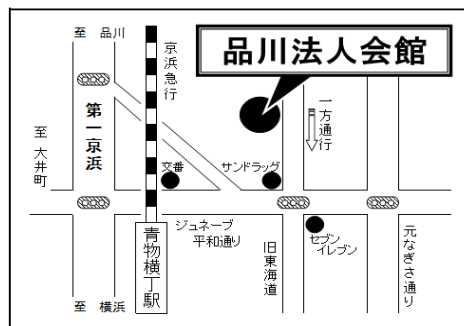 至 品川
京浜急行
品川法人会館
第一京浜
至 大井町
一方通行
交番
サンドラッグ
ジュネーブ
平和通り
青物横丁駅
旧東海道
セブン
イレブン
元なぎさ通り
至 横浜